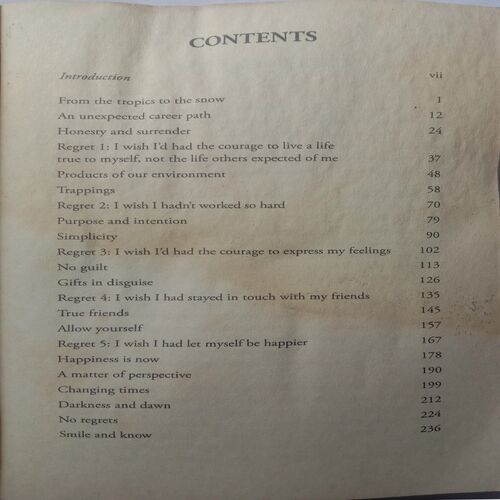 CONTENTS
Introduction vii
From the tropics to the snow 1
An unexpected career path 12
Honesty and surrender 24
Regret 1: I wish I'd had the courage to live a life
true to myself, not the life others expected of me 37
Products of our environment 48
Trappings 58
Regret 2: I wish I hadn't worked so hard 70
Purpose and intention 79
Simplicity 90
Regret 3: I wish I'd had the courage to express my feelings 102
No guilt 113
Gifts in disguise 126
Regret 4: I wish I had stayed in touch with my friends 135
True friends 145
Allow yourself 157
Regret 5: I wish I had let myself be happier 167
Happiness is now 178
A matter of perspective 190
Changing times 199
Darkness and dawn 212
No regrets 224
Smile and know 236